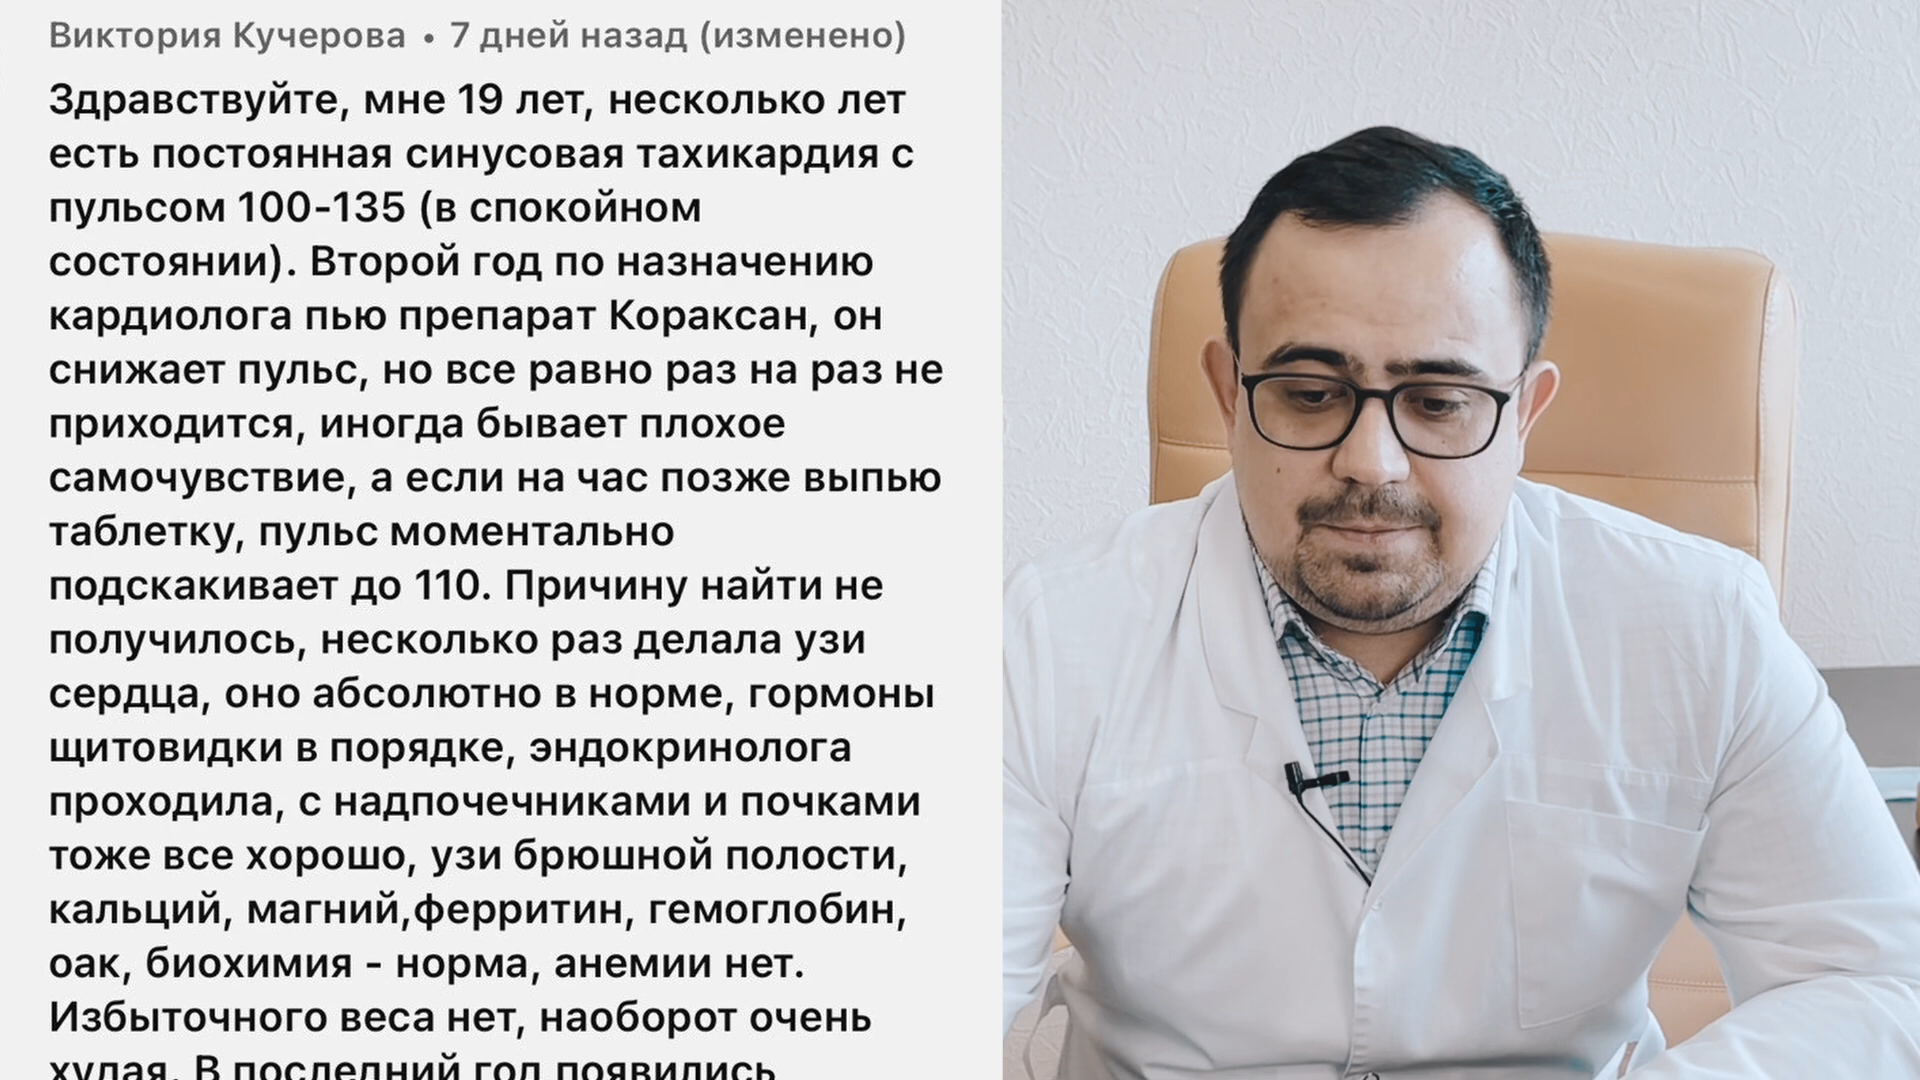 Виктория Кучерова • 7 дней назад (изменено)
Здравствуйте, мне 19 лет, несколько лет
есть постоянная синусовая тахикардия с
пульсом 100-135 (в спокойном
состоянии). Второй год по назначению
кардиолога пью препарат Кораксан, он
снижает пульс, но все равно раз на раз не
приходится, иногда бывает плохое
самочувствие, а если на час позже выпью
таблетку, пульс моментально
подскакивает до 110. Причину найти не
получилось, несколько раз делала узи
сердца, оно абсолютно в норме, гормоны
щитовидки в порядке, эндокринолога
проходила, с надпочечниками и почками
тоже все хорошо, узи брюшной полости,
кальций, магний,ферритин, гемоглобин,
оак, биохимия - норма, анемии нет.
Избыточного веса нет, наоборот очень
худая. В последний год появились